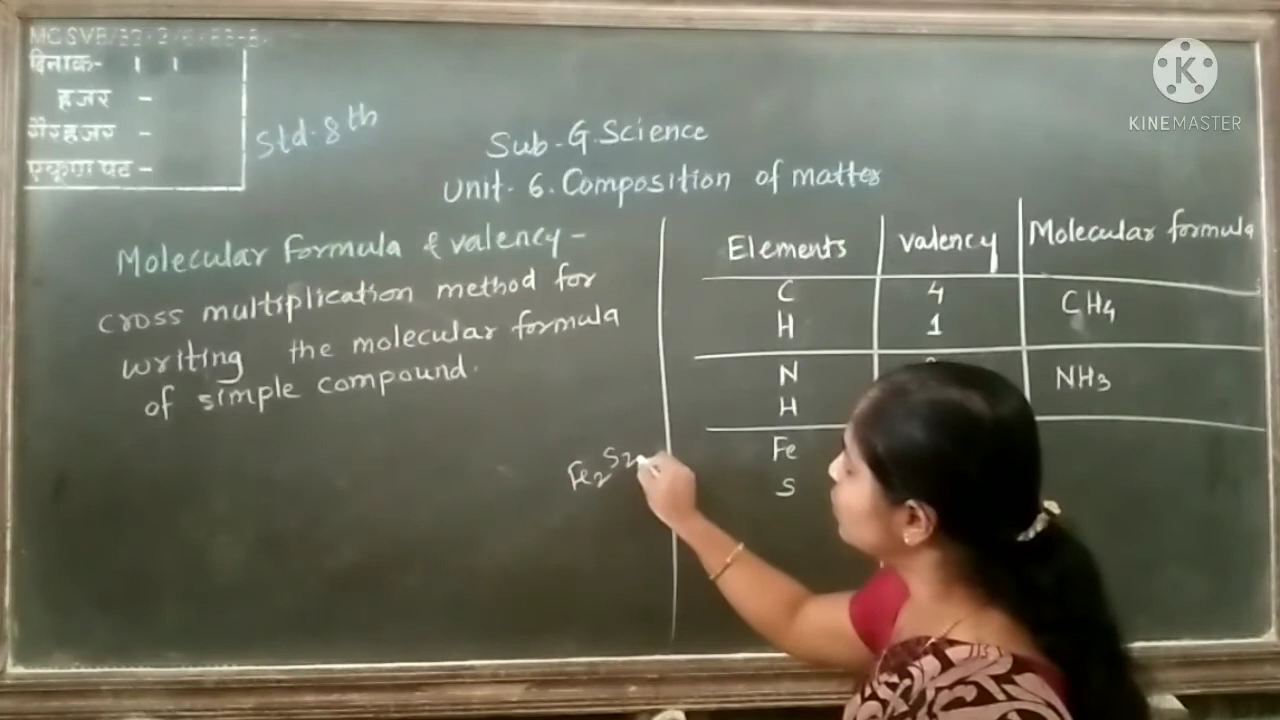 दिनांक-
हजर -
गैरहजर -
एकूण पट -
Std. 8th
Sub - G. Science
Unit - 6. Composition of matter
Molecular formula & valency -
cross multiplication method for
writing the molecular formula
of simple compound.
Elements valency Molecular formula
C 4
H 1
CH4
N
H
NH3
Fe
S
Fe2S2
K
KINEMASTER